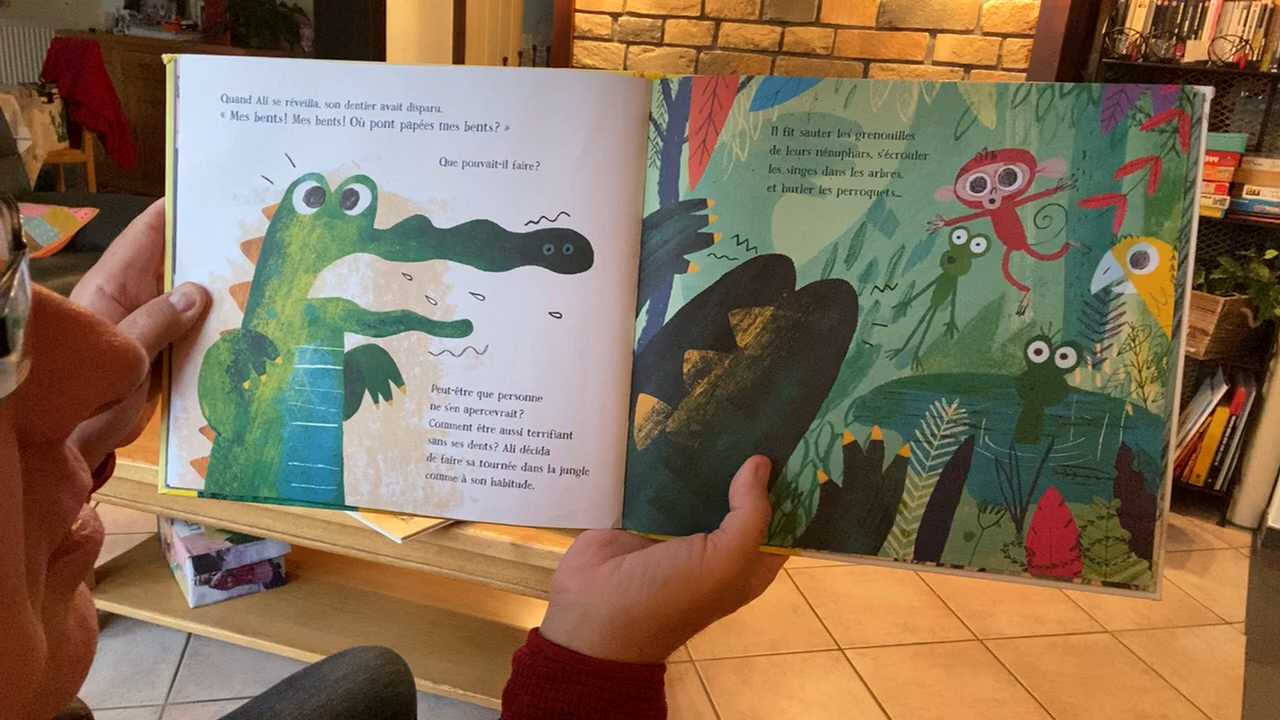 Quand Ali se réveilla, son dentier avait disparu.
« Mes bents! Mes bents! Où pont papées mes bents? »
Que pouvait-il faire?
Peut-être que personne
ne s'en apercevrait?
Comment être aussi terrifiant
sans ses dents? Ali décida
de faire sa tournée dans la jungle
comme à son habitude.
Il fit sauter les grenouilles
de leurs nénuphars, s'écrouler
les singes dans les arbres,
et hurler les perroquets...